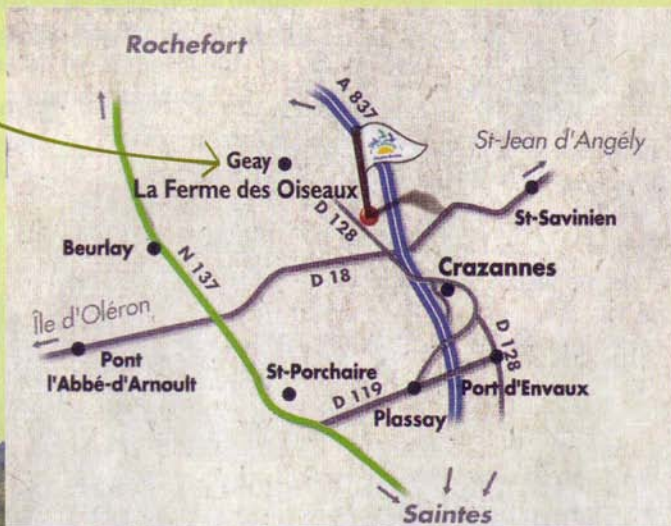 Rochefort
A 837
St-Jean d'Angély
Geay
La Ferme des Oiseaux
D 128
St-Savinien
Beurlay
N 137
D 18
Crazannes
Île d'Oléron
D 128
Pont
l'Abbé-d'Arnoult
St-Porchaire
D 119
Port d'Envaux
Plassay
Saintes